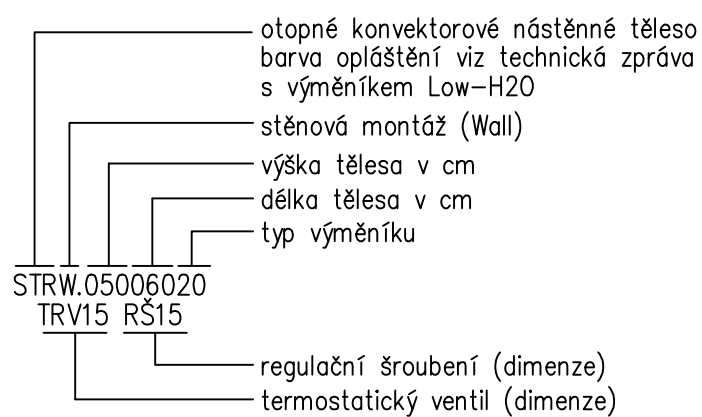 otopné konvektorové nástěnné těleso
barva opláštění viz technická zpráva
s výměníkem Low-H2O
stěnová montáž (Wall)
výška tělesa v cm
délka tělesa v cm
typ výměníku
STRW.05006020
TRV15 RŠ15
regulační šroubení (dimenze)
termostatický ventil (dimenze)